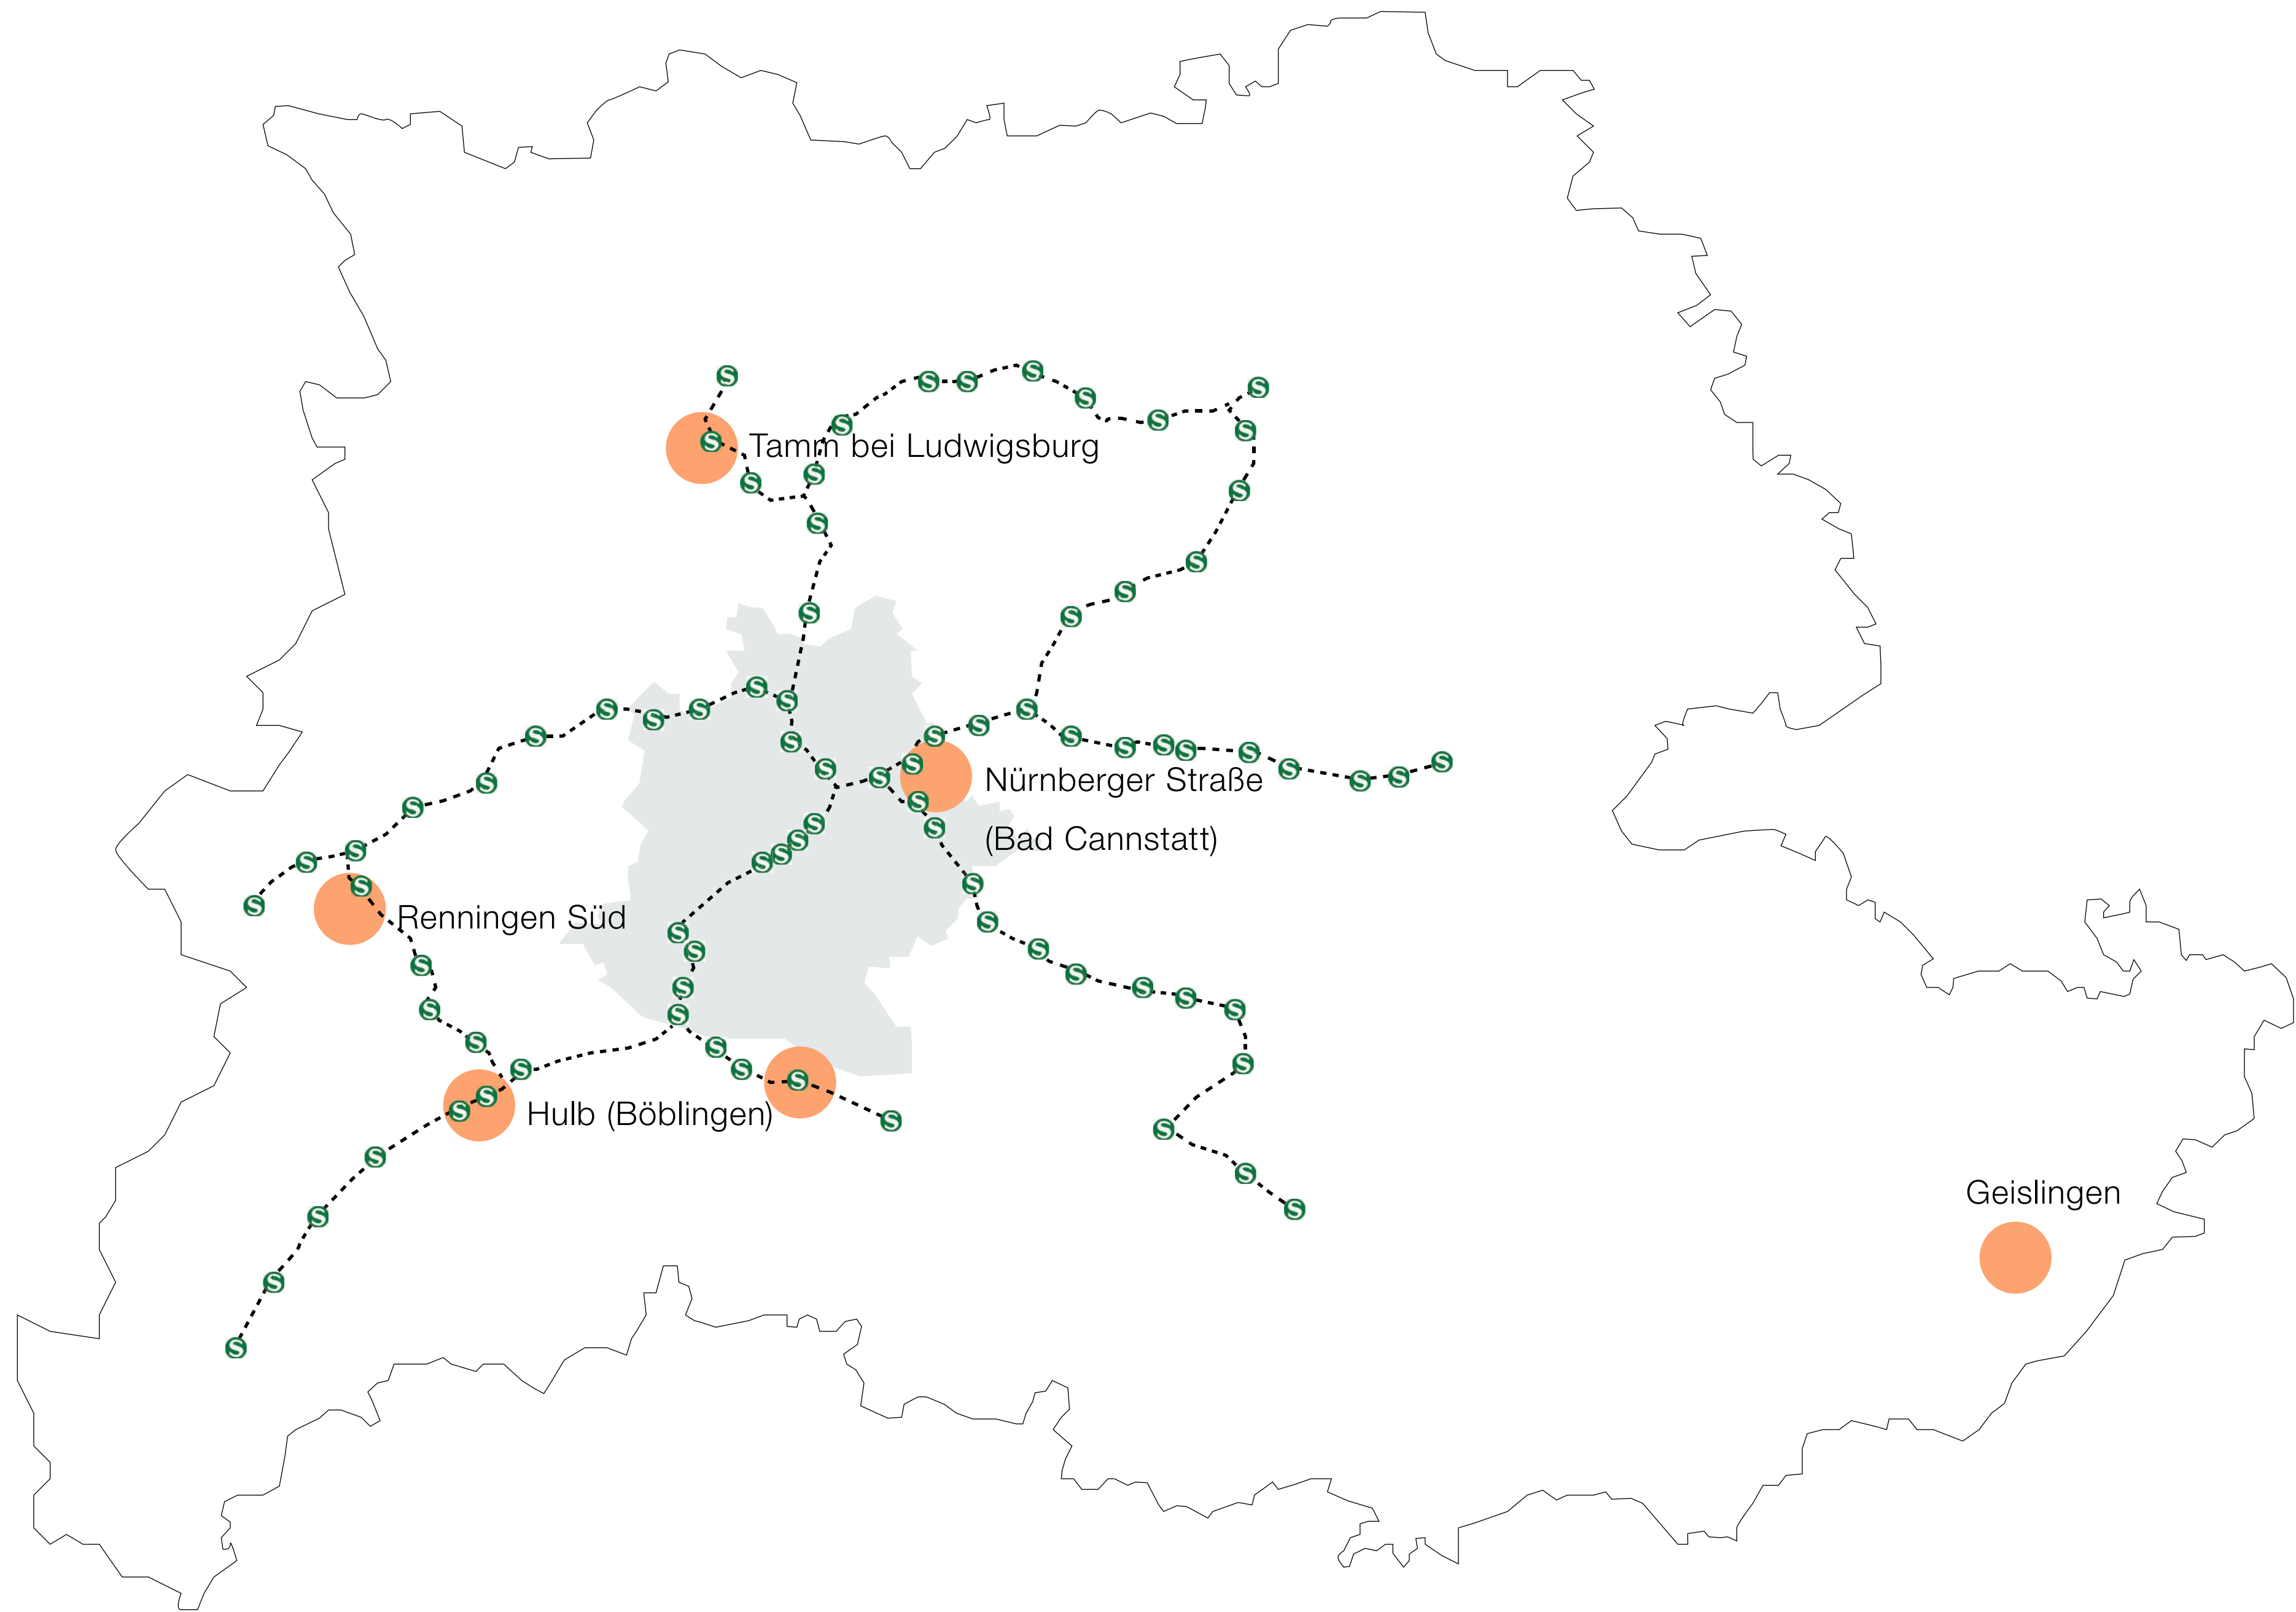 Tamm bei Ludwigsburg
Nürnberger Straße
(Bad Cannstatt)
Renningen Süd
Hulb (Böblingen)
Geislingen